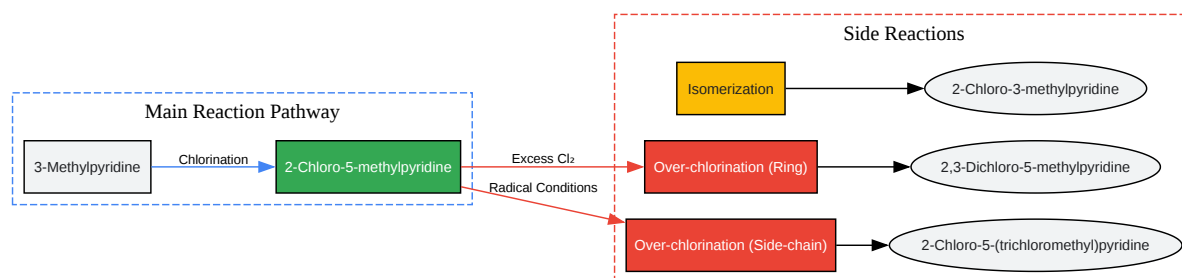 Side Reactions
Isomerization
2-Chloro-3-methylpyridine
Main Reaction Pathway
3-Methylpyridine
Chlorination
2-Chloro-5-methylpyridine
Excess Cl₂
Over-chlorination (Ring)
2,3-Dichloro-5-methylpyridine
Radical Conditions
Over-chlorination (Side-chain)
2-Chloro-5-(trichloromethyl)pyridine